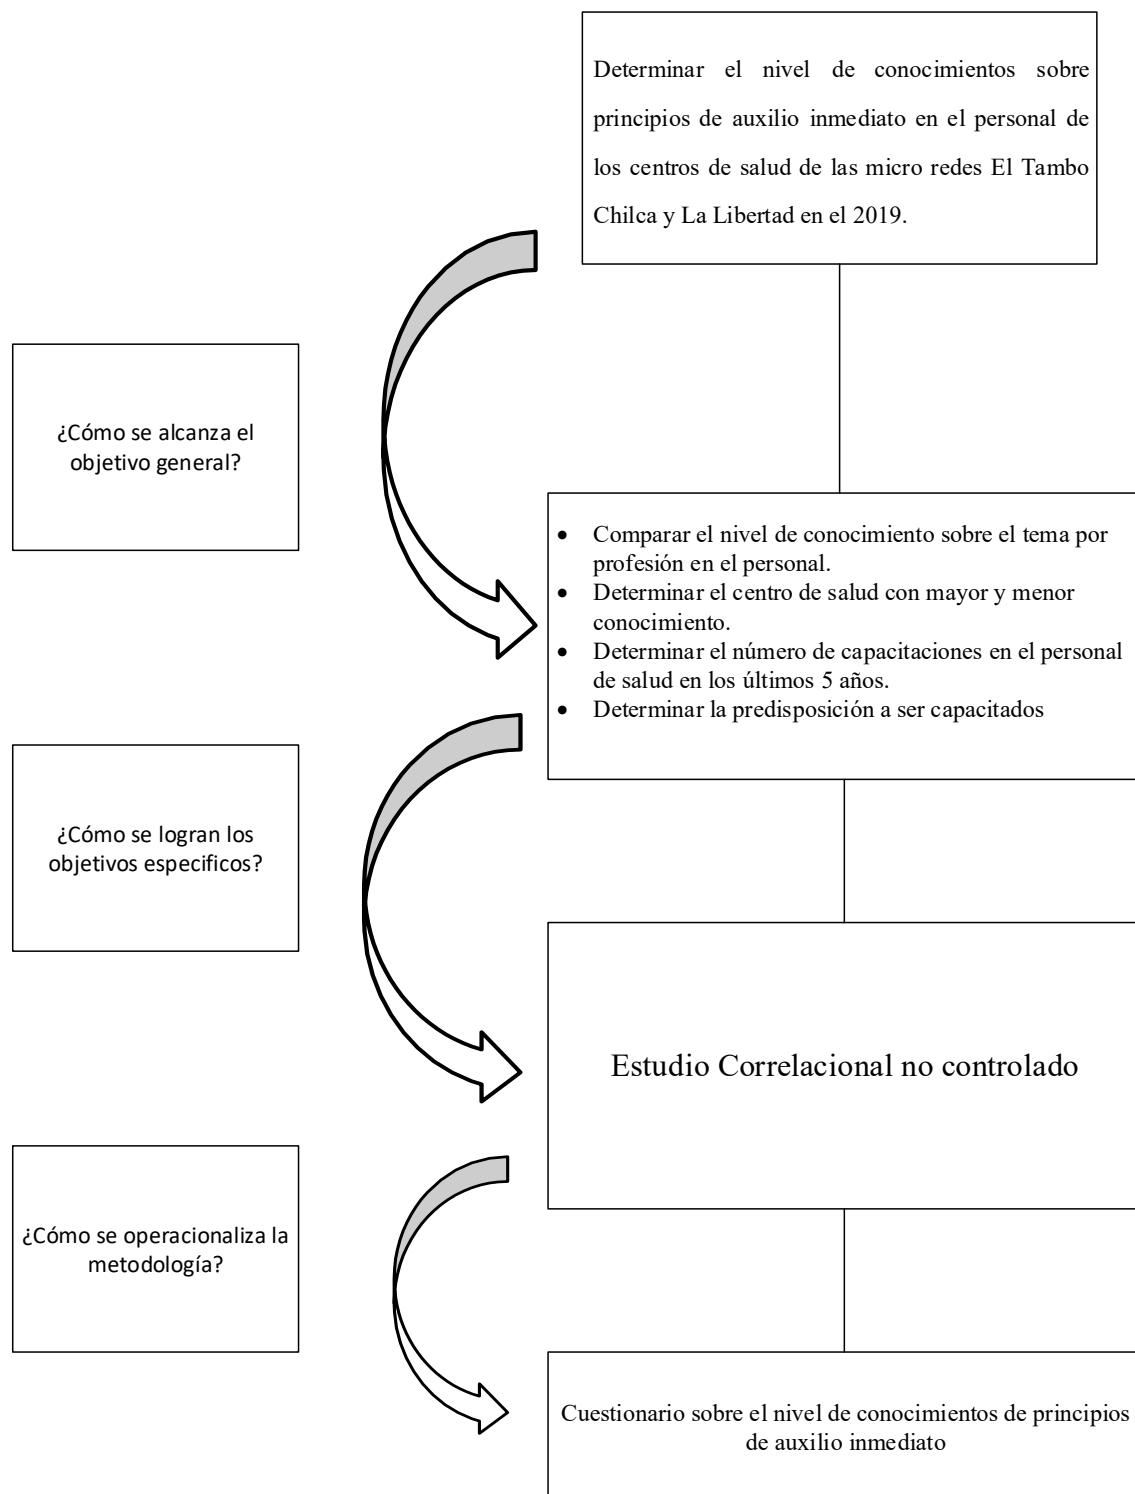 Determinar el nivel de conocimientos sobre
principios de auxilio inmediato en el personal de
los centros de salud de las micro redes El Tambo
Chilca y La Libertad en el 2019.
¿Cómo se alcanza el
objetivo general?
• Comparar el nivel de conocimiento sobre el tema por
profesión en el personal.
• Determinar el centro de salud con mayor y menor
conocimiento.
• Determinar el número de capacitaciones en el personal
de salud en los últimos 5 años.
• Determinar la predisposición a ser capacitados
¿Cómo se logran los
objetivos especificos?
Estudio Correlacional no controlado
¿Cómo se operacionaliza la
metodología?
Cuestionario sobre el nivel de conocimientos de principios
de auxilio inmediato